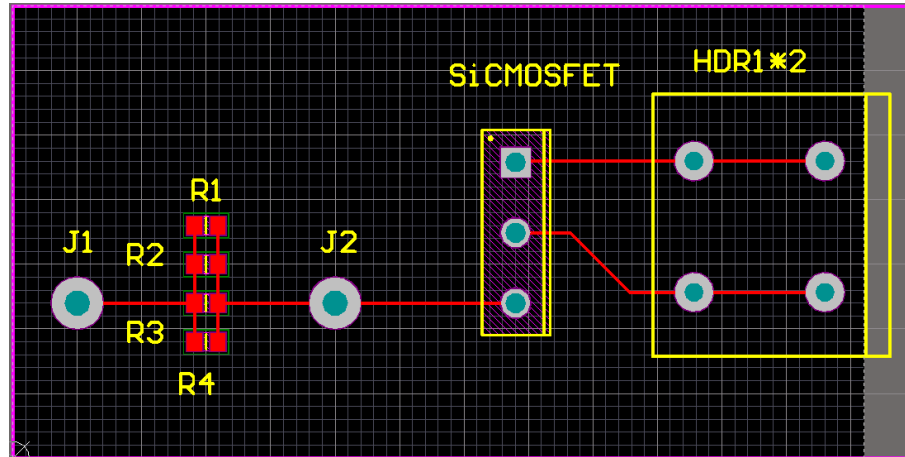 SiCMOSFET
HDR1*2
R1
J1
R2
J2
R3
R4